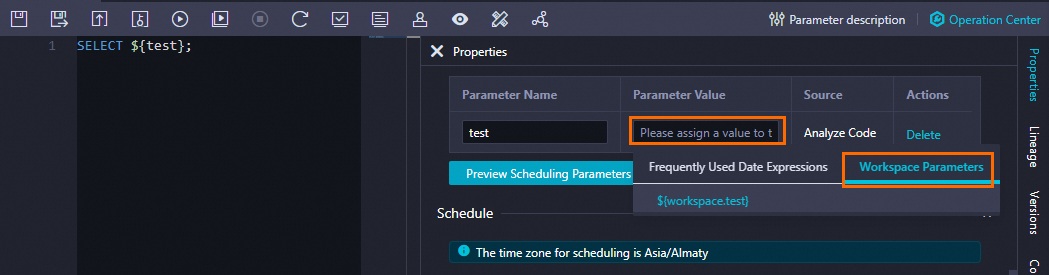 Parameter description
Operation Center
1 SELECT ${test};
Properties
Parameter Name Parameter Value Source Actions
test Please assign a value to t Analyze Code Delete
Preview Scheduling Parameters
Frequently Used Date Expressions Workspace Parameters
${workspace.test}
Schedule
The time zone for scheduling is Asia/Almaty
Properties
Lineage
Versions
Co